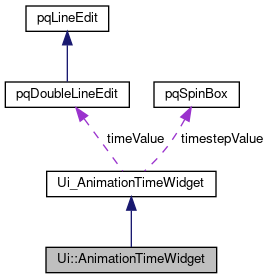 pqLineEdit
pqDoubleLineEdit
pqSpinBox
timeValue
timestepValue
Ui_AnimationTimeWidget
Ui::AnimationTimeWidget